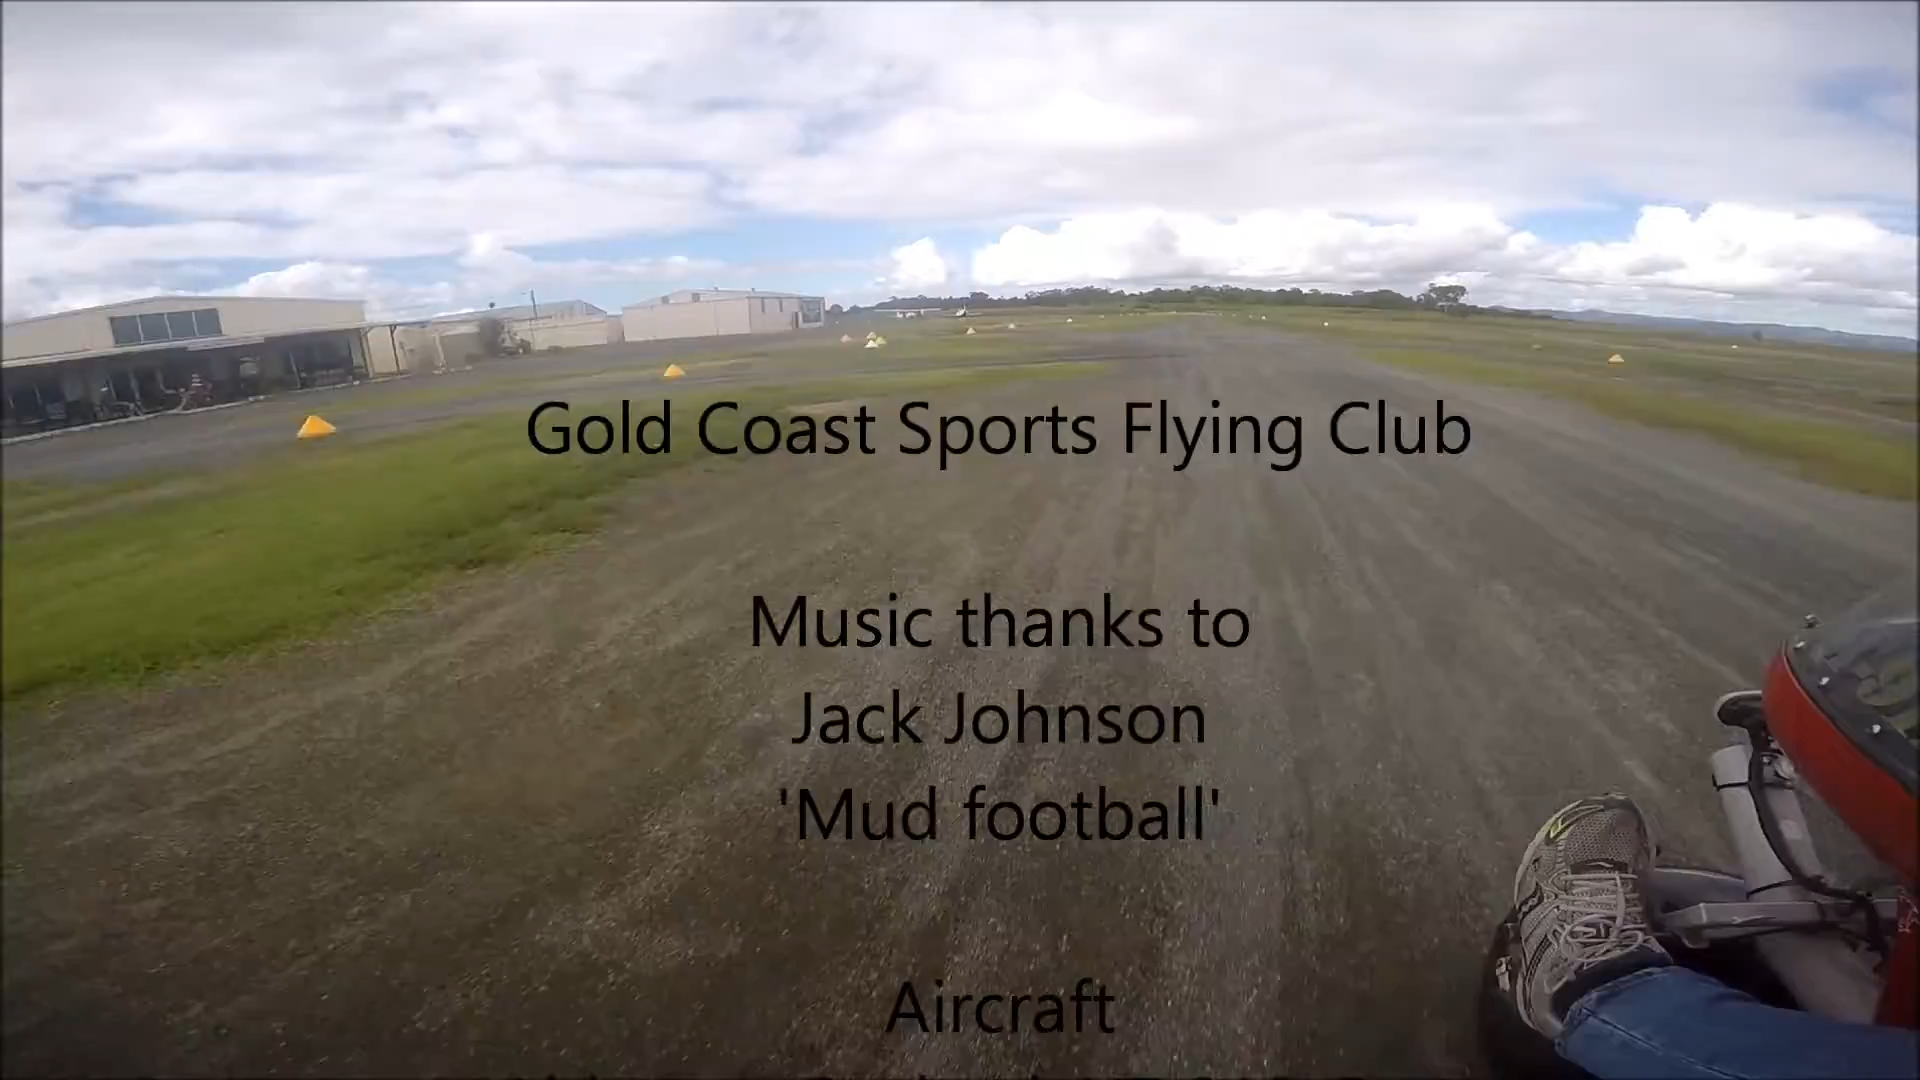 Gold Coast Sports Flying Club
Music thanks to
Jack Johnson
'Mud football'
Aircraft